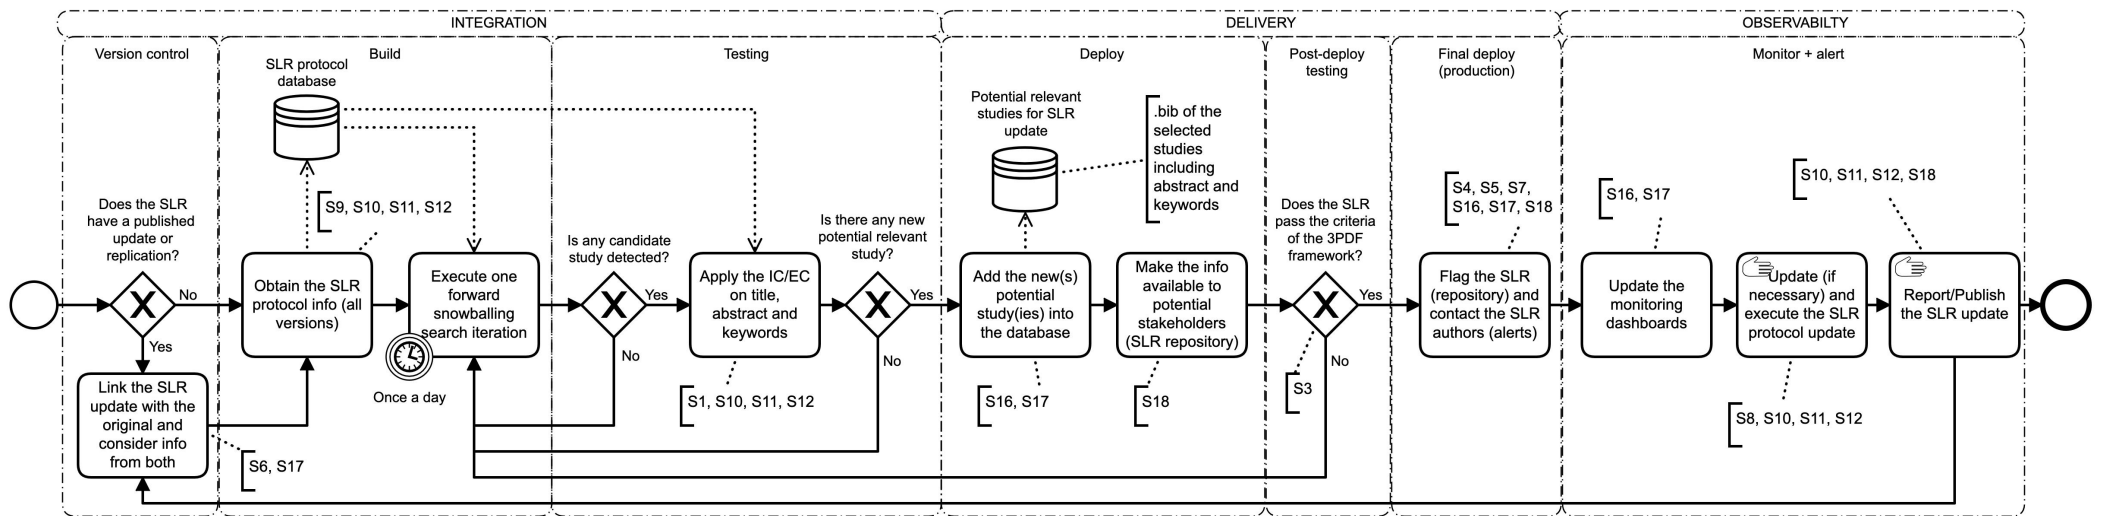 INTEGRATION
DELIVERY
OBSERVABILTY
Version control
Build
Testing
Deploy
Post-deploy
testing
Final deploy
(production)
Monitor + alert
SLR protocol
database
Does the SLR
have a published
update or
replication?
X
No
Yes
Link the SLR
update with the
original and
consider info
from both
S6, S17
S9, S10, S11, S12
Obtain the SLR
protocol info (all
versions)
Execute one
forward
snowballing
search iteration
Once a day
Is any candidate
study detected?
X
Yes
No
Apply the IC/EC
on title,
abstract and
keywords
S1, S10, S11, S12
Is there any new
potential relevant
study?
X
Yes
No
Potential relevant
studies for SLR
update
.bib of the
selected
studies
including
abstract and
keywords
Add the new(s)
potential
study(ies) into
the database
S16, S17
Make the info
available to
potential
stakeholders
(SLR repository)
S18
Does the SLR
pass the criteria
of the 3PDF
framework?
X
Yes
No
S3
S4, S5, S7,
S16, S17, S18
Flag the SLR
(repository) and
contact the SLR
authors (alerts)
S16, S17
Update the
monitoring
dashboards
Update (if
necessary) and
execute the SLR
protocol update
S8, S10, S11, S12
S10, S11, S12, S18
Report/Publish
the SLR update